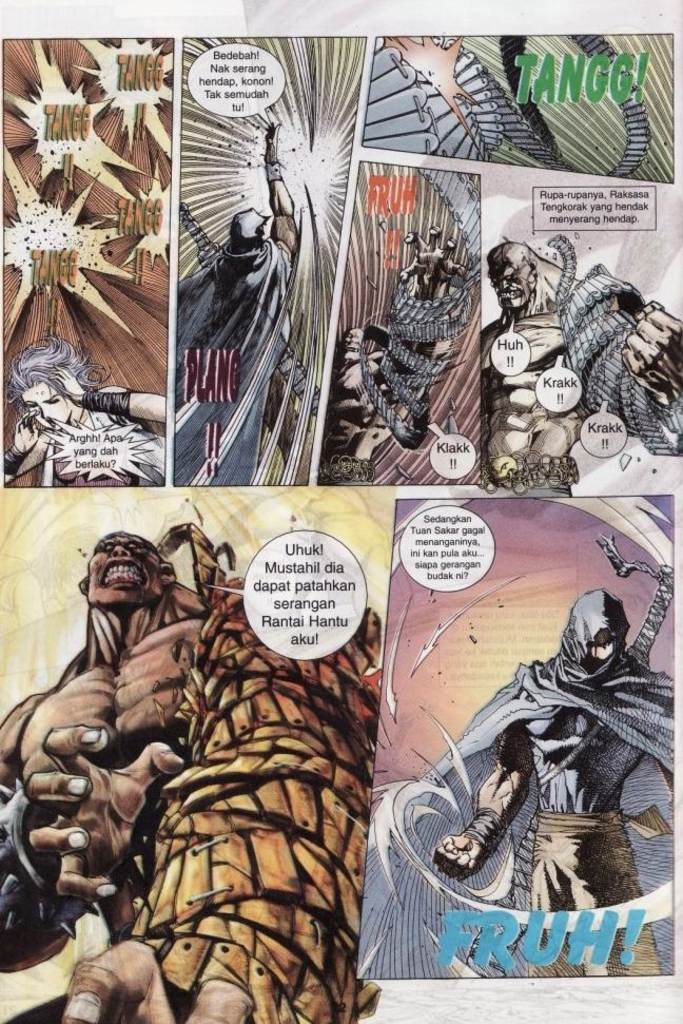 TANGG
!!
TANGG
!!
TANGG
!!
TANGG
!!
Arghh! Apa
yang dah
berlaku?
Bedebah!
Nak serang
hendap, konon!
Tak semudah
tu!
PLANG
!!
TANGG!
FRUH
!!
Klakk
!!
Rupa-rupanya, Raksasa
Tengkorak yang hendak
menyerang hendap.
Huh
!!
Krakk
!!
Krakk
!!
Uhuk!
Mustahil dia
dapat patahkan
serangan
Rantai Hantu
aku!
Sedangkan
Tuan Sakar gagal
menanganinya,
ini kan pula aku...
siapa gerangan
budak ni?
FRUH!